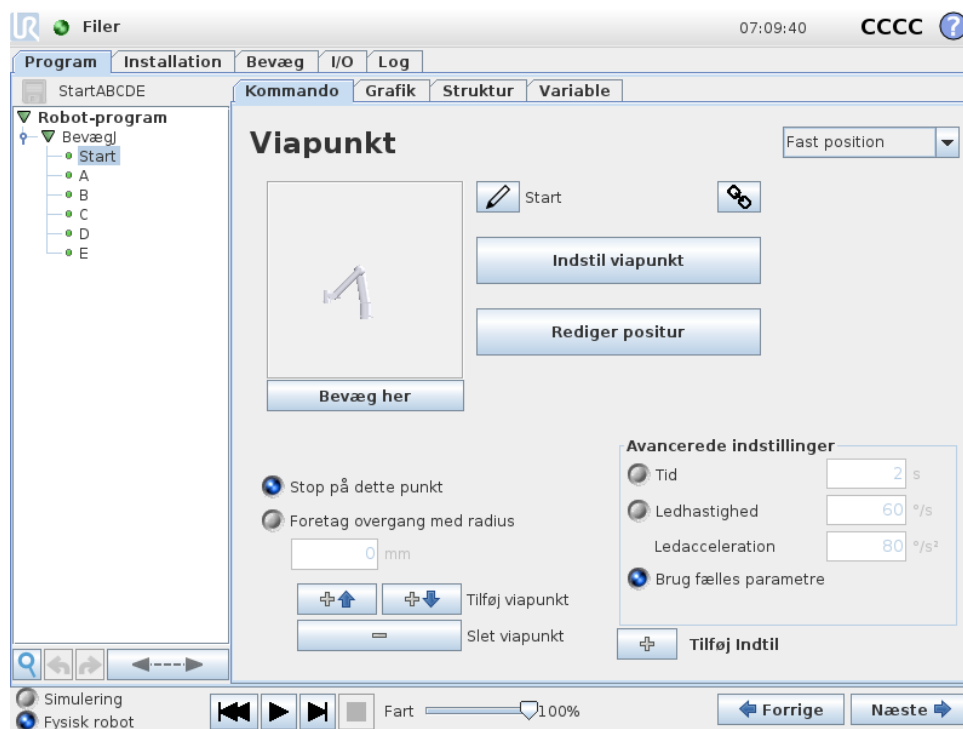 UR Filer 07:09:40 CCCC ?
Program Installation Bevæg I/O Log
StartABCDE
Kommando Grafik Struktur Variable
Robot-program
BevægJ
Start
A
B
C
D
E
Viapunkt
Fast position
Start
Indstil viapunkt
Rediger positur
Bevæg her
Stop på dette punkt
Foretag overgang med radius
0 mm
Tilføj viapunkt
Slet viapunkt
Avancerede indstillinger
Tid 2 s
Ledhastighed 60 °/s
Ledacceleration 80 °/s²
Brug fælles parametre
Tilføj Indtil
Simulering
Fysisk robot
Fart 100%
Forrige Næste